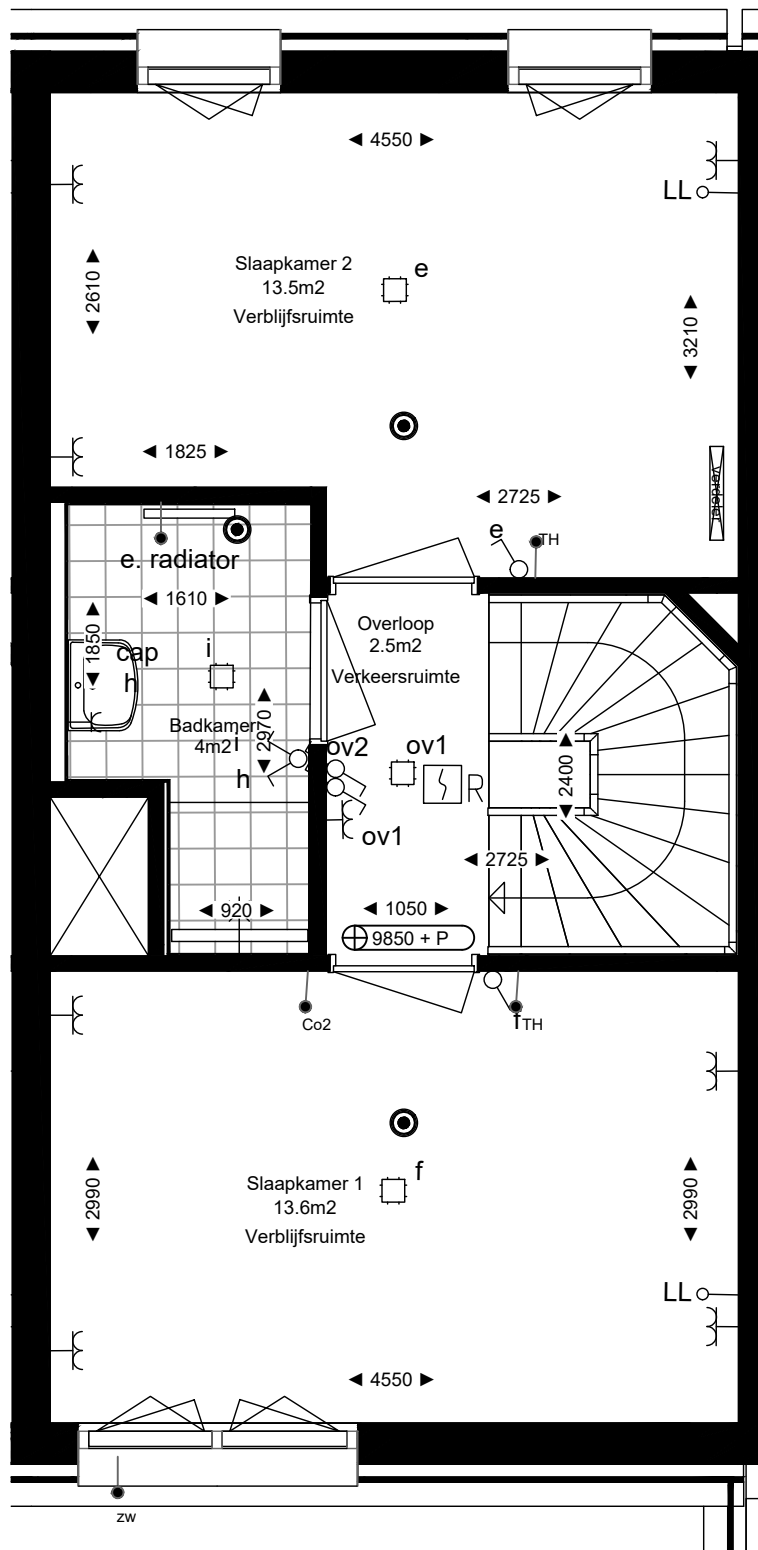 4550
LL
Slaapkamer 2
13.5m2
Verblijfsruimte
e
2610
3210
1825
2725
Verdeler
e
TH
e. radiator
1610
Overloop
2.5m2
Verkeersruimte
1850
cap
h
i
Badkamer
4m2
i
2970
h
ov2
ov1
R
2400
ov1
2725
920
1050
9850 + P
Co2
f
TH
Slaapkamer 1
13.6m2
Verblijfsruimte
f
2990
2990
LL
4550
zw